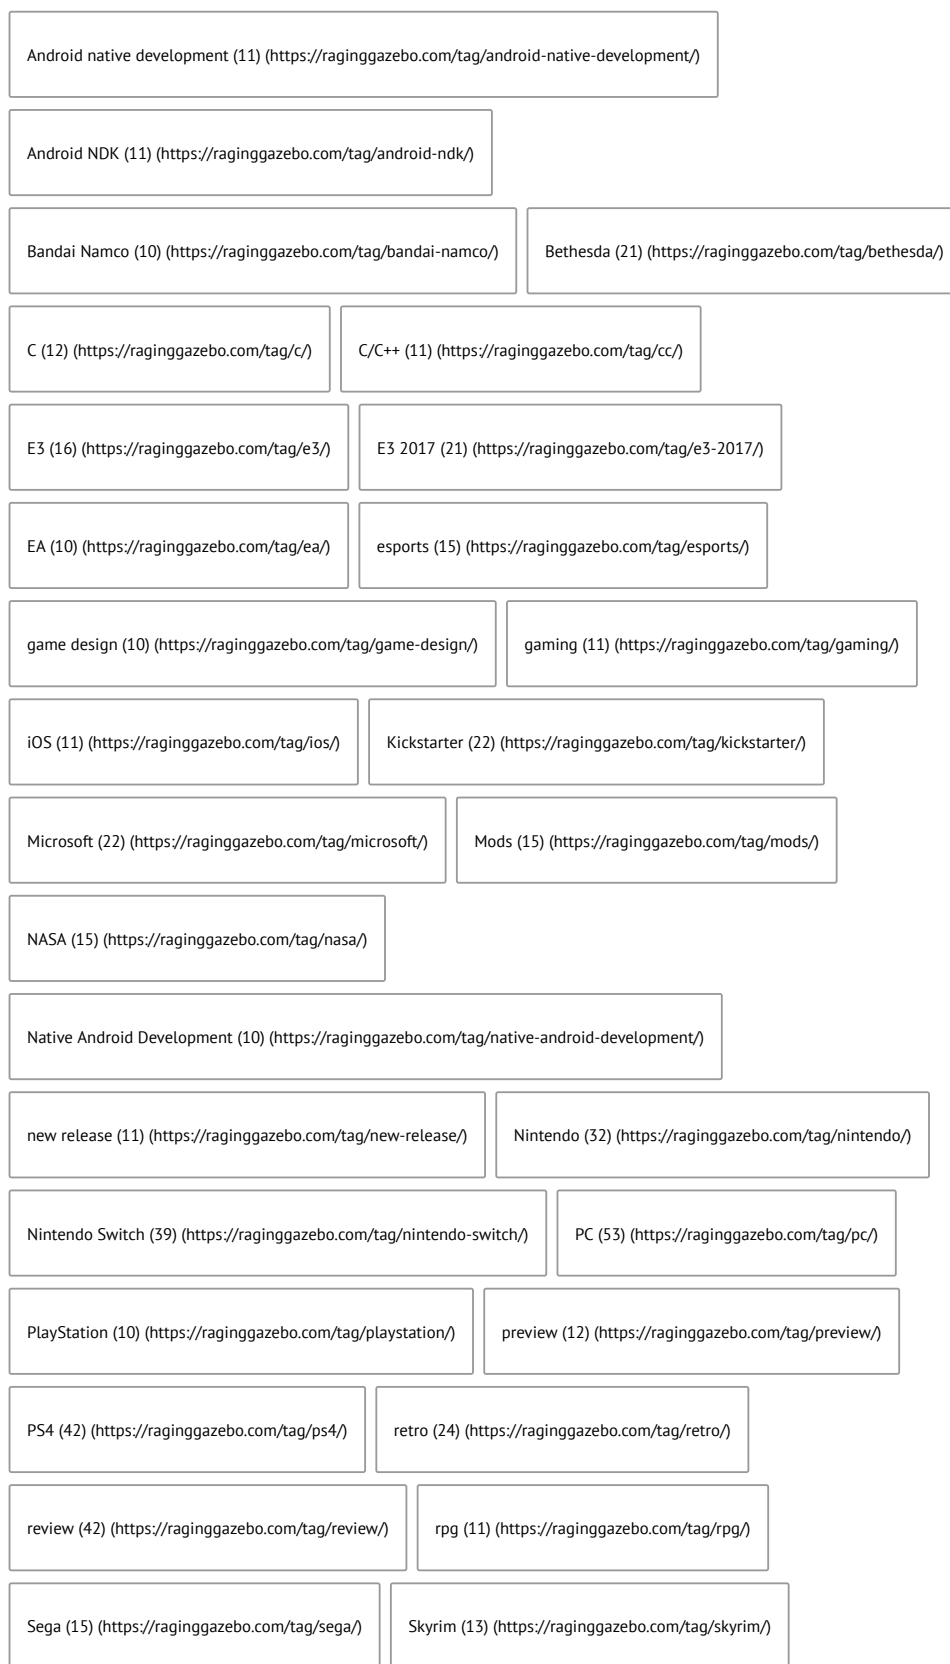 Android native development (11) (https://raginggazebo.com/tag/android-native-development/)
Android NDK (11) (https://raginggazebo.com/tag/android-ndk/)
Bandai Namco (10) (https://raginggazebo.com/tag/bandai-namco/) Bethesda (21) (https://raginggazebo.com/tag/bethesda/)
C (12) (https://raginggazebo.com/tag/c/) C/C++ (11) (https://raginggazebo.com/tag/cc/)
E3 (16) (https://raginggazebo.com/tag/e3/) E3 2017 (21) (https://raginggazebo.com/tag/e3-2017/)
EA (10) (https://raginggazebo.com/tag/ea/) esports (15) (https://raginggazebo.com/tag/esports/)
game design (10) (https://raginggazebo.com/tag/game-design/) gaming (11) (https://raginggazebo.com/tag/gaming/)
iOS (11) (https://raginggazebo.com/tag/ios/) Kickstarter (22) (https://raginggazebo.com/tag/kickstarter/)
Microsoft (22) (https://raginggazebo.com/tag/microsoft/) Mods (15) (https://raginggazebo.com/tag/mods/)
NASA (15) (https://raginggazebo.com/tag/nasa/)
Native Android Development (10) (https://raginggazebo.com/tag/native-android-development/)
new release (11) (https://raginggazebo.com/tag/new-release/) Nintendo (32) (https://raginggazebo.com/tag/nintendo/)
Nintendo Switch (39) (https://raginggazebo.com/tag/nintendo-switch/) PC (53) (https://raginggazebo.com/tag/pc/)
PlayStation (10) (https://raginggazebo.com/tag/playstation/) preview (12) (https://raginggazebo.com/tag/preview/)
PS4 (42) (https://raginggazebo.com/tag/ps4/) retro (24) (https://raginggazebo.com/tag/retro/)
review (42) (https://raginggazebo.com/tag/review/) rpg (11) (https://raginggazebo.com/tag/rpg/)
Sega (15) (https://raginggazebo.com/tag/sega/) Skyrim (13) (https://raginggazebo.com/tag/skyrim/)